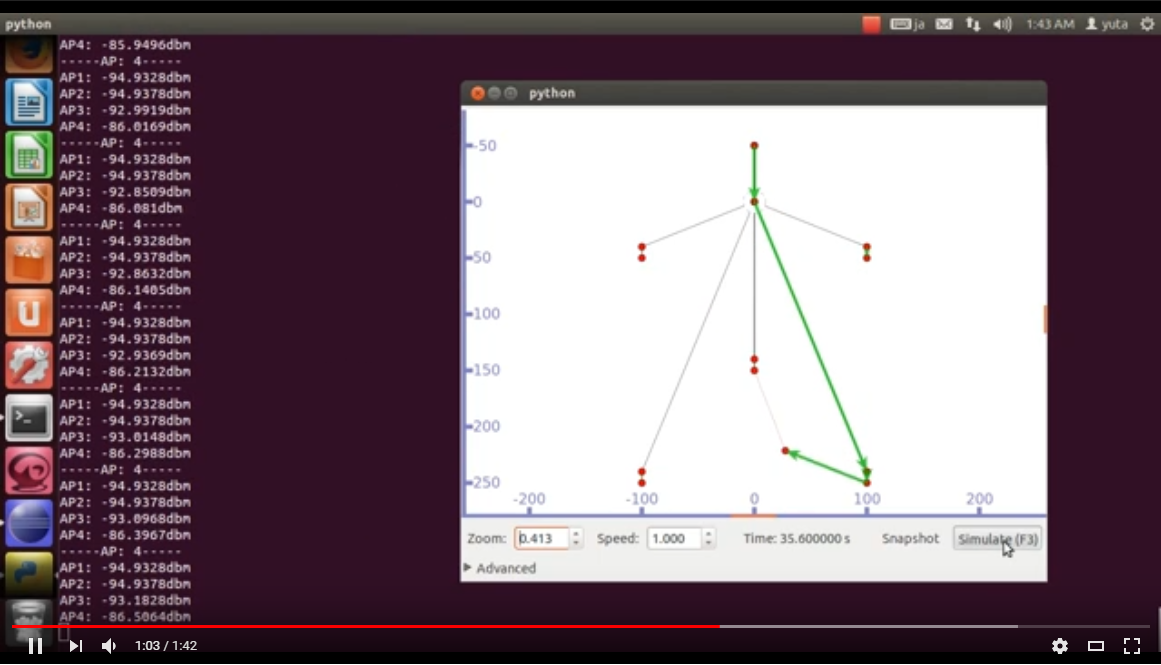 python
ja
1:43 AM
yuta
AP4: -85.9496dbm
-----AP: 4-----
AP1: -94.9328dbm
AP2: -94.9378dbm
AP3: -92.9919dbm
AP4: -86.0169dbm
-----AP: 4-----
AP1: -94.9328dbm
AP2: -94.9378dbm
AP3: -92.8509dbm
AP4: -86.081dbm
-----AP: 4-----
AP1: -94.9328dbm
AP2: -94.9378dbm
AP3: -92.8632dbm
AP4: -86.1405dbm
-----AP: 4-----
AP1: -94.9328dbm
AP2: -94.9378dbm
AP3: -92.9369dbm
AP4: -86.2132dbm
-----AP: 4-----
AP1: -94.9328dbm
AP2: -94.9378dbm
AP3: -93.0148dbm
AP4: -86.2988dbm
-----AP: 4-----
AP1: -94.9328dbm
AP2: -94.9378dbm
AP3: -93.0968dbm
AP4: -86.3967dbm
-----AP: 4-----
AP1: -94.9328dbm
AP2: -94.9378dbm
AP3: -93.1828dbm
AP4: -86.5064dbm
python
-50
0
50
100
150
200
250
-200 -100 0 100 200
Zoom: 0.413 Speed: 1.000 Time: 35.600000 s Snapshot Simulate (F3)
Advanced
1:03 / 1:42